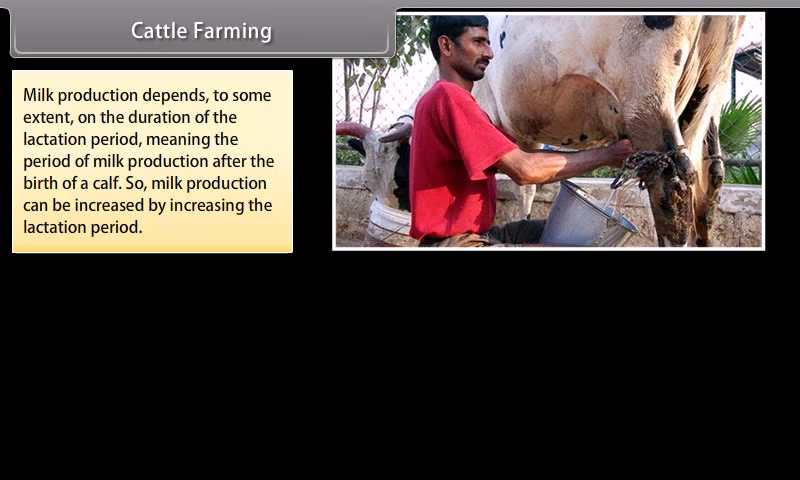 Cattle Farming
Milk production depends, to some
extent, on the duration of the
lactation period, meaning the
period of milk production after the
birth of a calf. So, milk production
can be increased by increasing the
lactation period.